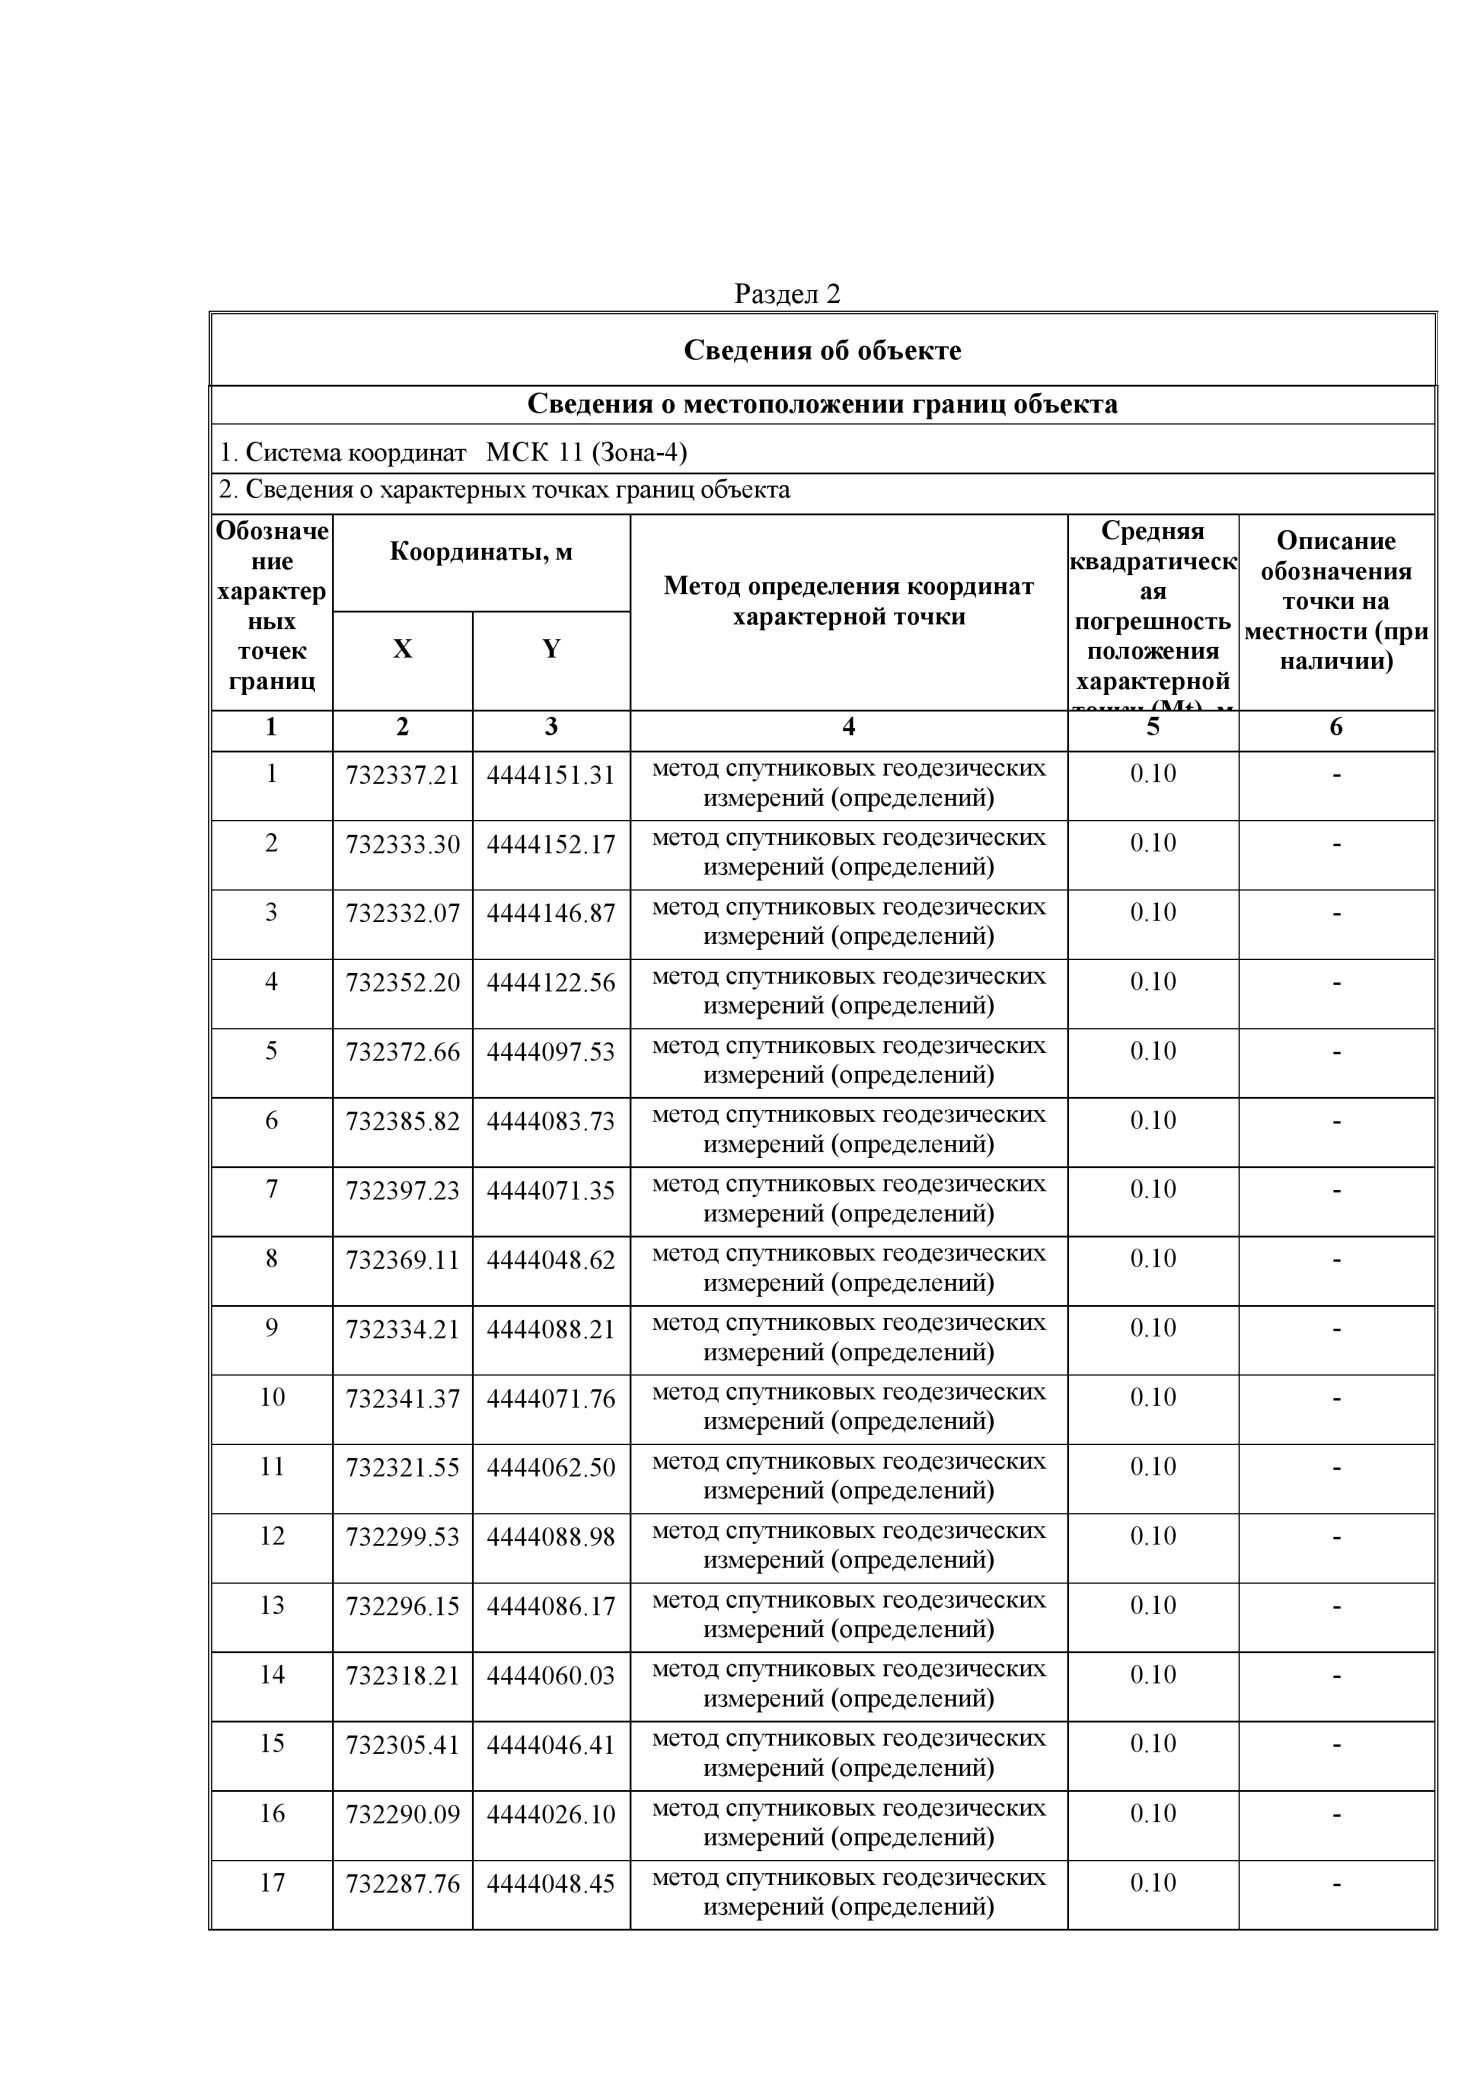 Раздел 2
Сведения об объекте
Сведения о местоположении границ объекта
1. Система координат МСК 11 (Зона-4)
2. Сведения о характерных точках границ объекта
Обозначе
ние
характер
ных
точек
границ
Координаты, м
X Y
Метод определения координат
характерной точки
Средняя
квадратическ
ая
погрешность
положения
характерной
точки (Mt), м
Описание
обозначения
точки на
местности (при
наличии)
1 2 3 4 5 6
1 732337.21 4444151.31 метод спутниковых геодезических 0.10 -
измерений (определений)
2 732333.30 4444152.17 метод спутниковых геодезических 0.10 -
измерений (определений)
3 732332.07 4444146.87 метод спутниковых геодезических 0.10 -
измерений (определений)
4 732352.20 4444122.56 метод спутниковых геодезических 0.10 -
измерений (определений)
5 732372.66 4444097.53 метод спутниковых геодезических 0.10 -
измерений (определений)
6 732385.82 4444083.73 метод спутниковых геодезических 0.10 -
измерений (определений)
7 732397.23 4444071.35 метод спутниковых геодезических 0.10 -
измерений (определений)
8 732369.11 4444048.62 метод спутниковых геодезических 0.10 -
измерений (определений)
9 732334.21 4444088.21 метод спутниковых геодезических 0.10 -
измерений (определений)
10 732341.37 4444071.76 метод спутниковых геодезических 0.10 -
измерений (определений)
11 732321.55 4444062.50 метод спутниковых геодезических 0.10 -
измерений (определений)
12 732299.53 4444088.98 метод спутниковых геодезических 0.10 -
измерений (определений)
13 732296.15 4444086.17 метод спутниковых геодезических 0.10 -
измерений (определений)
14 732318.21 4444060.03 метод спутниковых геодезических 0.10 -
измерений (определений)
15 732305.41 4444046.41 метод спутниковых геодезических 0.10 -
измерений (определений)
16 732290.09 4444026.10 метод спутниковых геодезических 0.10 -
измерений (определений)
17 732287.76 4444048.45 метод спутниковых геодезических 0.10 -
измерений (определений)